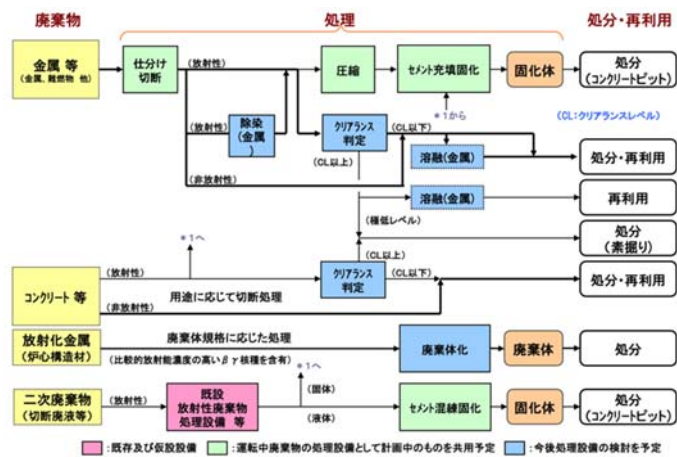 廃棄物
処理
処分・再利用
金属 等
(金属、難燃物 他)
仕分け
切断
(放射性)
圧縮
セメント充填固化
固化体
処分
(コンクリートピット)
*1から
(CL:クリアランスレベル)
(放射性)
除染
(金属
)
クリアランス
判定
(CL以下)
(CL以上)
溶融(金属)
処分・再利用
(非放射性)
溶融(金属)
再利用
(極低レベル)
*1へ
処分
(素掘り)
(CL以上)
コンクリート 等
(放射性)
用途に応じて切断処理
クリアランス
判定
(CL以下)
処分・再利用
(非放射性)
放射化金属
(炉心構造材)
廃棄体規格に応じた処理
(比較的放射能濃度の高いβγ核種を含有)
廃棄体化
廃棄体
処分
*1へ
二次廃棄物
(切断廃液等)
(放射性)
既設
放射性廃棄物
処理設備 等
(固体)
(液体)
セメント混練固化
固化体
処分
(コンクリートピット)
:既存及び仮設設備
:運転中廃棄物の処理設備として計画中のものを共用予定
:今後処理設備の検討を予定